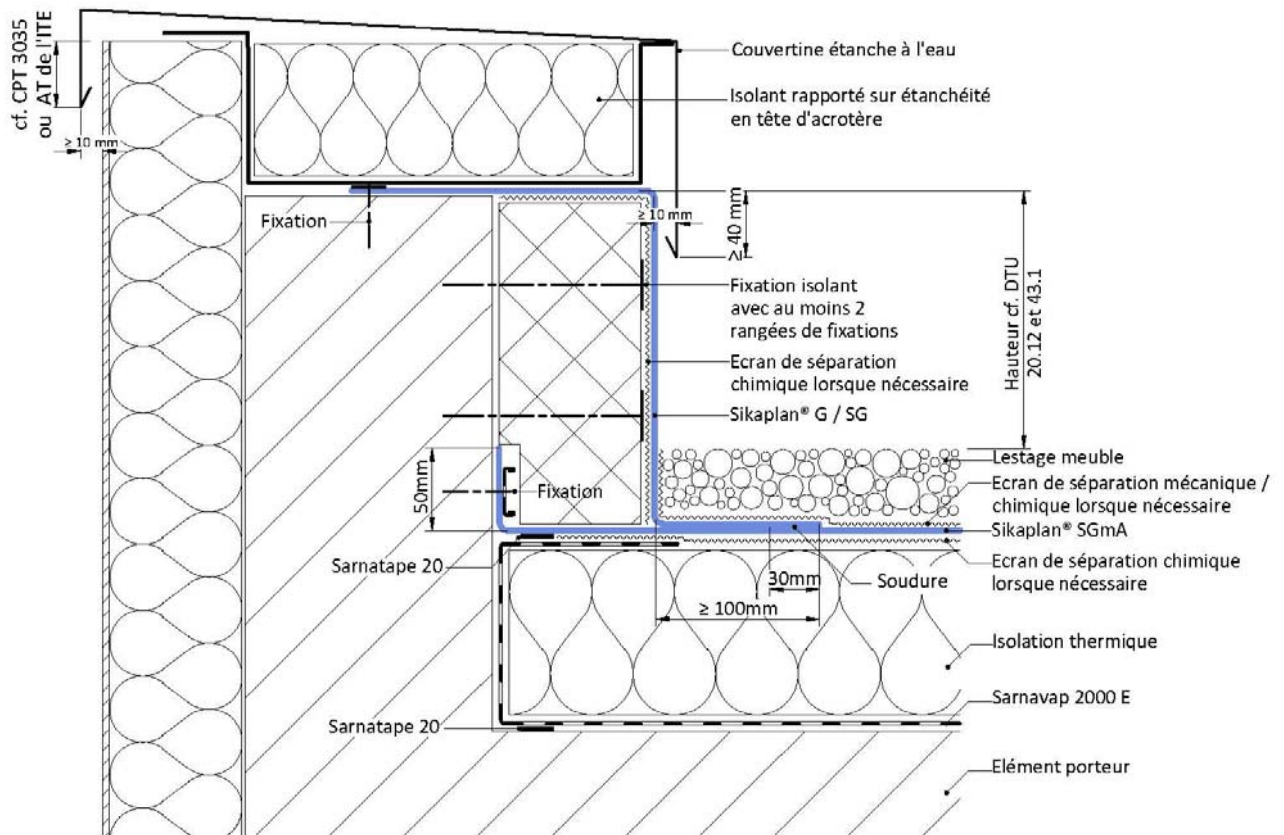 cf. CPT 3035
ou AT de l'ITE
≥ 10 mm
Couvertine étanche à l'eau
Isolant rapporté sur étanchéité
en tête d'acrotère
Fixation
≥ 10 mm
≥ 40 mm
Hauteur cf. DTU
20.12 et 43.1
Fixation isolant
avec au moins 2
rangées de fixations
Ecran de séparation
chimique lorsque nécessaire
Sikaplan® G / SG
50mm
Fixation
Lestage meuble
Ecran de séparation mécanique /
chimique lorsque nécessaire
Sikaplan® SGmA
Ecran de séparation chimique
lorsque nécessaire
Sarnatape 20
30mm
Soudure
≥ 100mm
Isolation thermique
Sarnavap 2000 E
Sarnatape 20
Elément porteur